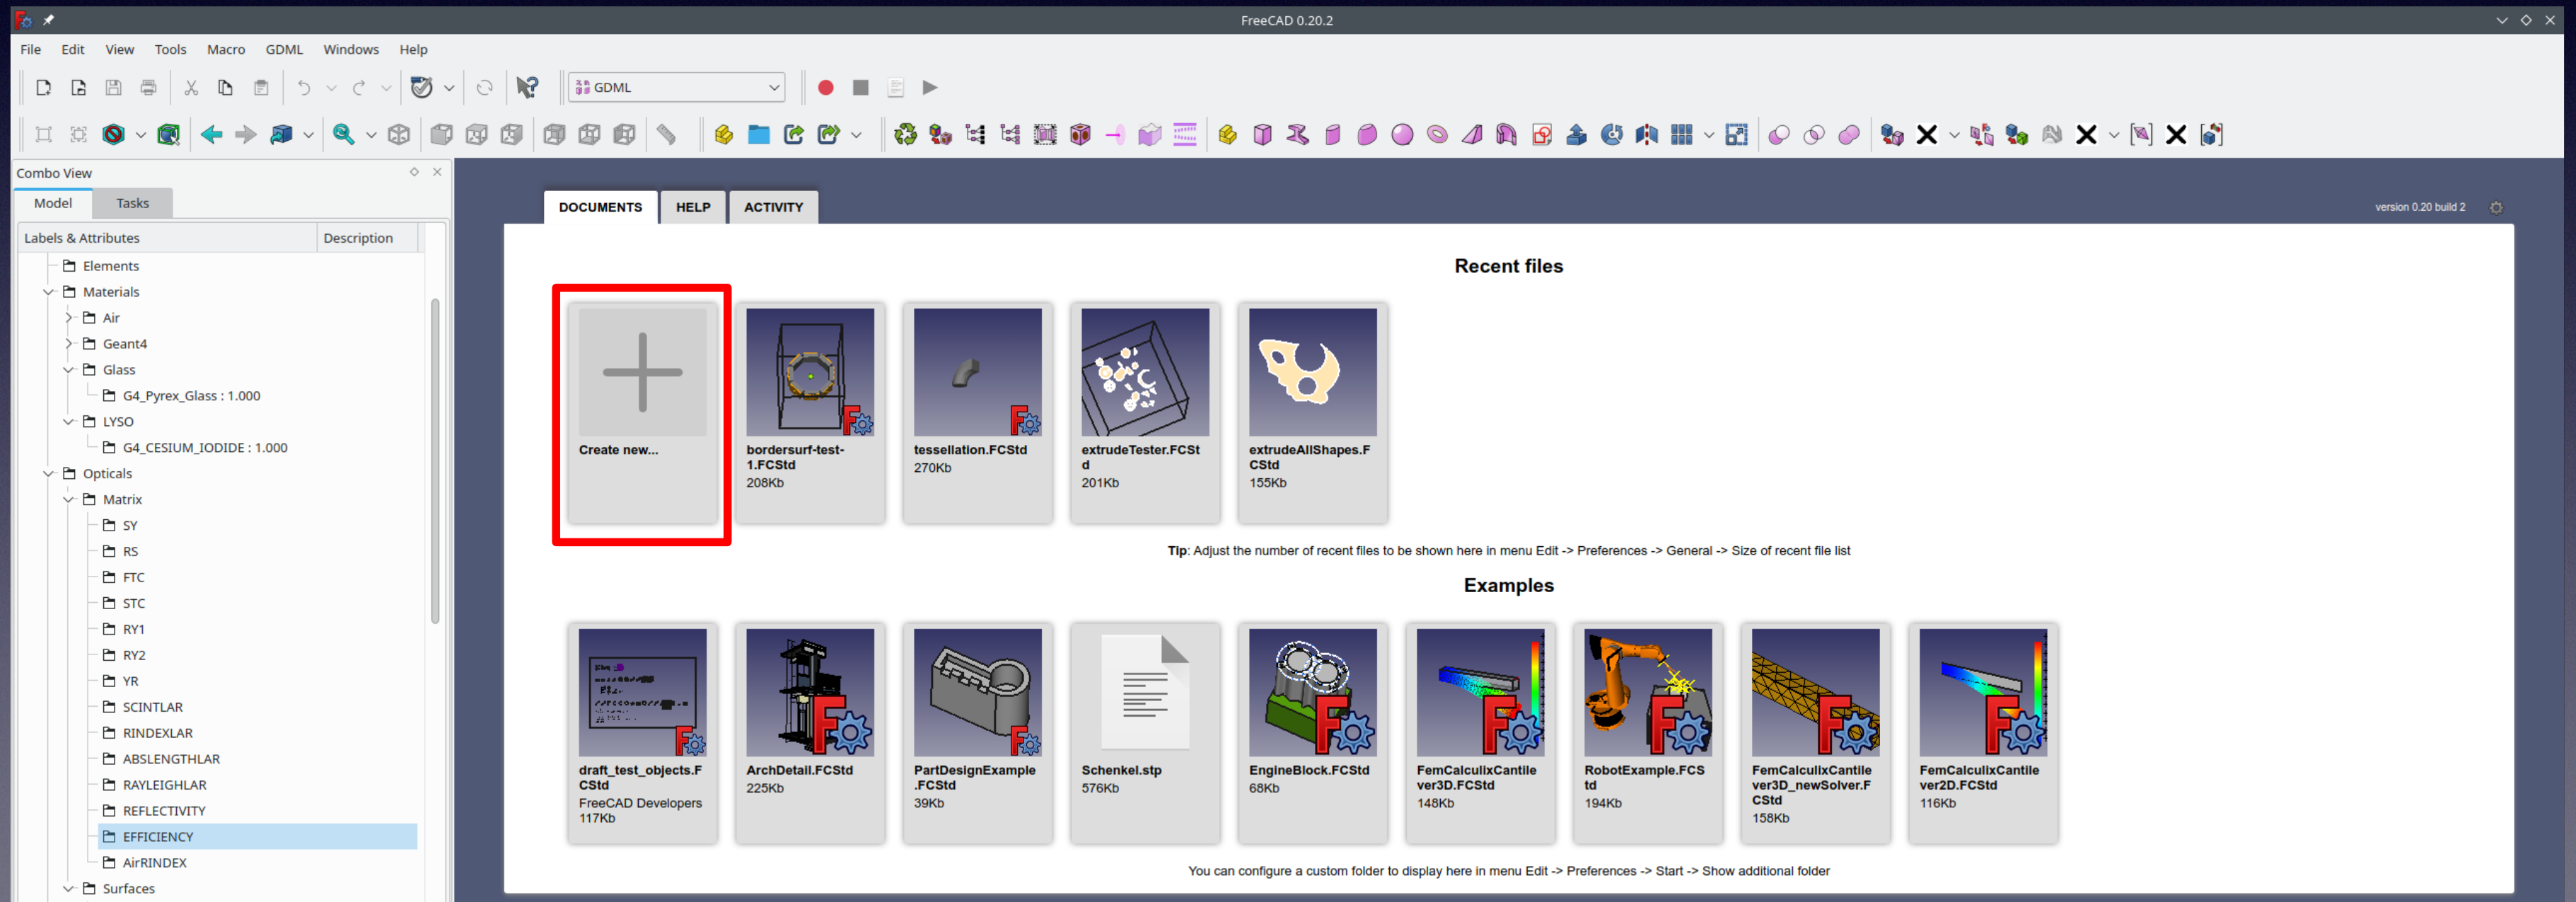 FreeCAD 0.20.2
File Edit View Tools Macro GDML Windows Help
GDML
Combo View
Model Tasks
Labels & Attributes Description
Elements
Materials
Air
Geant4
Glass
G4_Pyrex_Glass : 1.000
LYSO
G4_CESIUM_IODIDE : 1.000
Opticals
Matrix
SY
RS
FTC
STC
RY1
RY2
YR
SCINTLAR
RINDEXLAR
ABSLENGTHLAR
RAYLEIGHLAR
REFLECTIVITY
EFFICIENCY
AirRINDEX
Surfaces
DOCUMENTS HELP ACTIVITY
version 0.20 build 2
Recent files
Create new...
bordersurf-test-
1.FCStd
208Kb
tessellation.FCStd
270Kb
extrudeTester.FCSt
d
201Kb
extrudeAllShapes.F
CStd
155Kb
Tip: Adjust the number of recent files to be shown here in menu Edit -> Preferences -> General -> Size of recent file list
Examples
draft_test_objects.F
CStd
FreeCAD Developers
117Kb
ArchDetail.FCStd
225Kb
PartDesignExample
.FCStd
39Kb
Schenkel.stp
576Kb
EngineBlock.FCStd
68Kb
FemCalculixCantile
ver3D.FCStd
148Kb
RobotExample.FCS
td
194Kb
FemCalculixCantile
ver3D_newSolver.F
CStd
158Kb
FemCalculixCantile
ver2D.FCStd
116Kb
You can configure a custom folder to display here in menu Edit -> Preferences -> Start -> Show additional folder